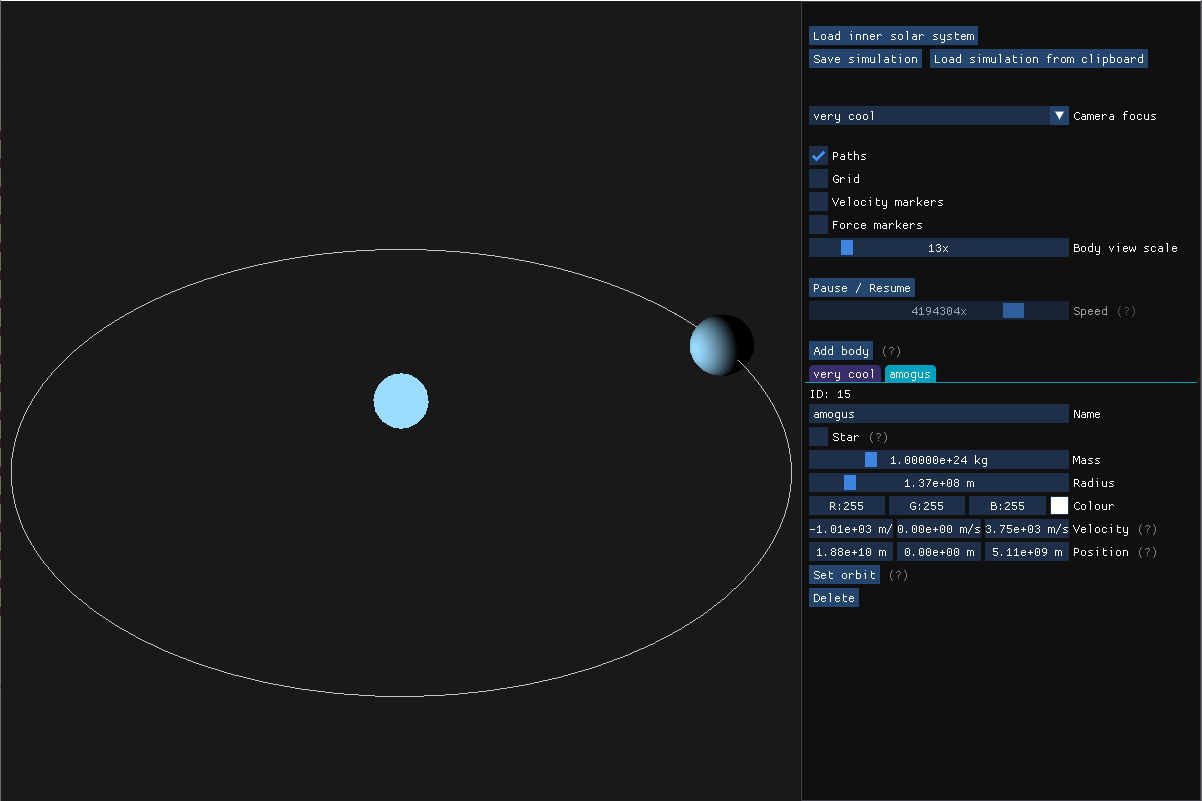 Load inner solar system
Save simulation Load simulation from clipboard
very cool Camera focus
Paths
Grid
Velocity markers
Force markers
13x Body view scale
Pause / Resume
4194304x Speed (?)
Add body (?)
very cool amogus
ID: 15
amogus Name
Star (?)
1.00000e+24 kg Mass
1.37e+08 m Radius
R:255 G:255 B:255 Colour
-1.01e+03 m/ 0.00e+00 m/s 3.75e+03 m/s Velocity (?)
1.88e+10 m 0.00e+00 m 5.11e+09 m Position (?)
Set orbit (?)
Delete